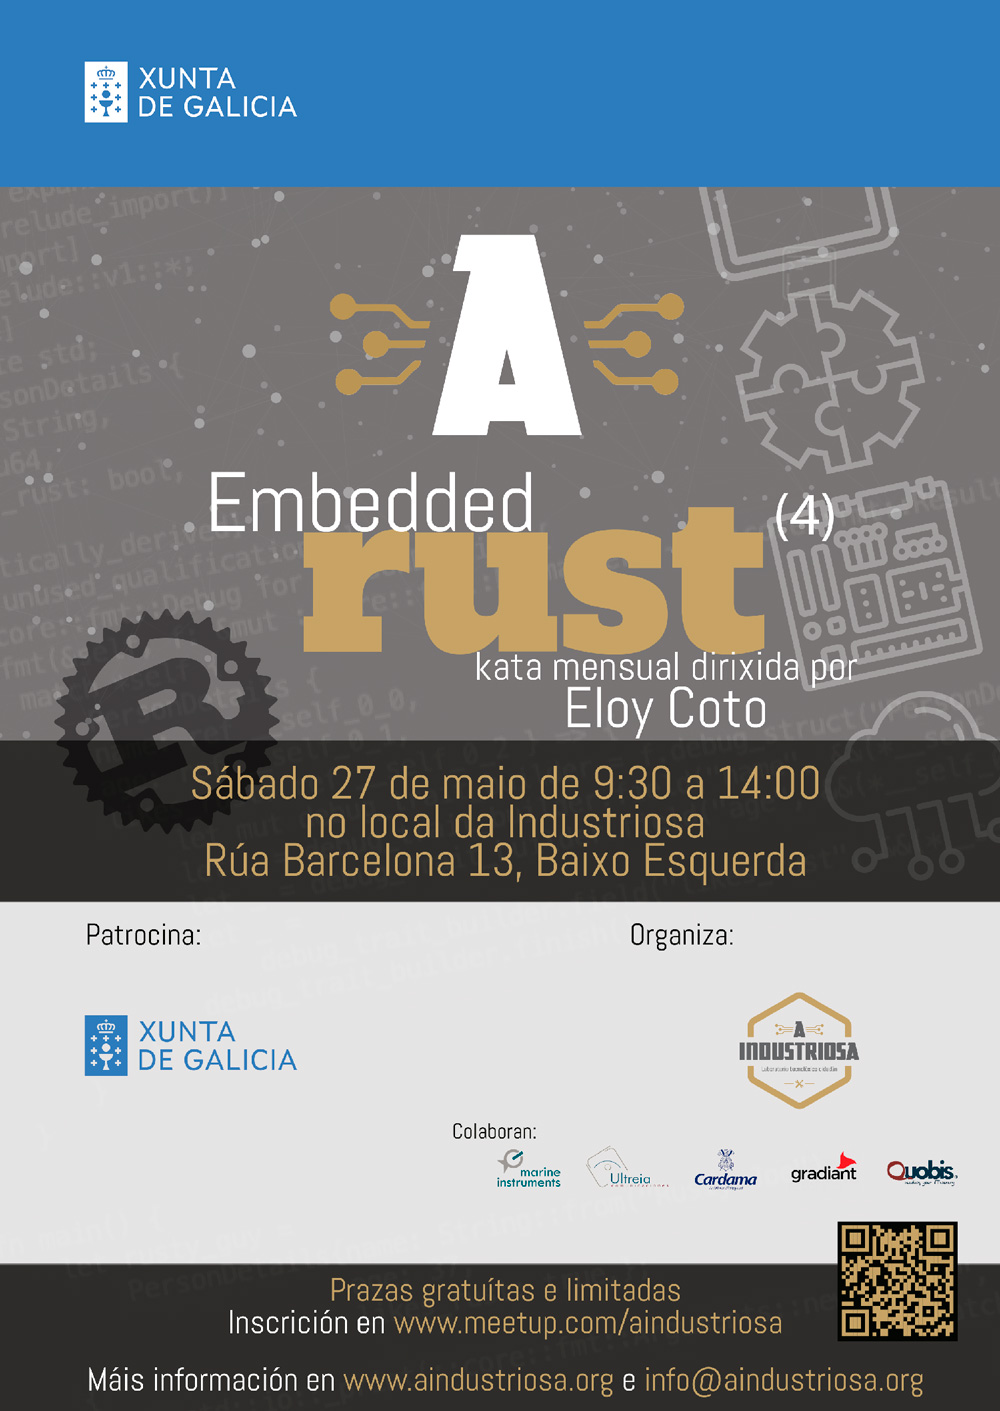 XUNTA
DE GALICIA
A
Embedded
rust
(4)
kata mensual dirixida por
Eloy Coto
Sábado 27 de maio de 9:30 a 14:00
no local da Industriosa
Rúa Barcelona 13, Baixo Esquerda
Patrocina:
Organiza:
XUNTA
DE GALICIA
A
INDUSTRIOSA
Laboratorio tecnolóxico cidadán
Colaboran:
marine
instruments
Ultreia
Cardama
gradiant
Quobis
Prazas gratuítas e limitadas
Inscrición en www.meetup.com/aindustriosa
Máis información en www.aindustriosa.org e info@aindustriosa.org